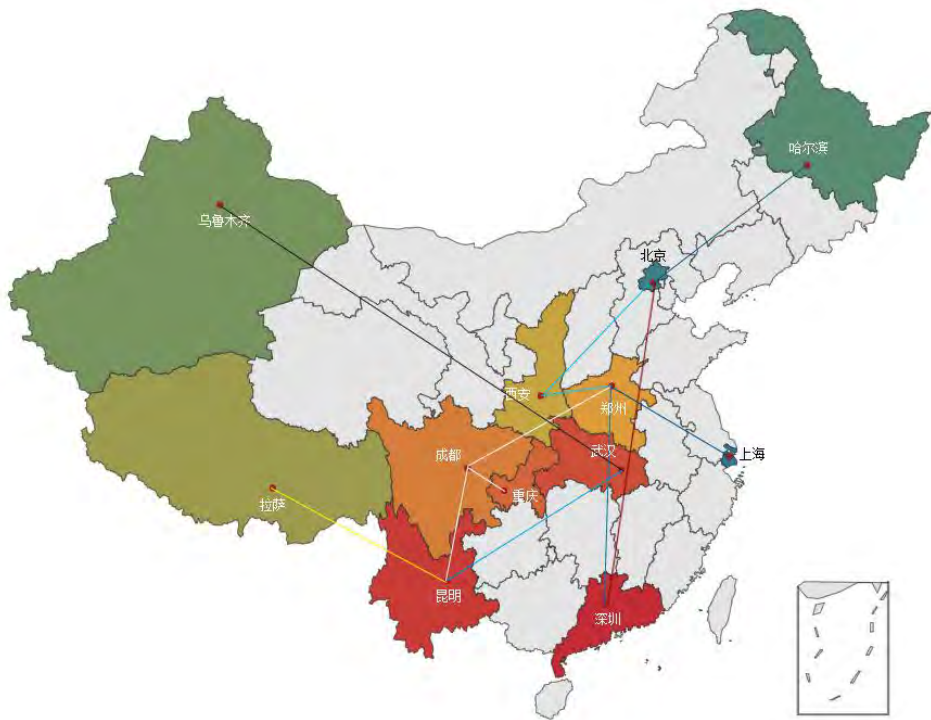 哈尔滨
乌鲁木齐
北京
西安
郑州
成都
武汉
上海
重庆
拉萨
昆明
深圳